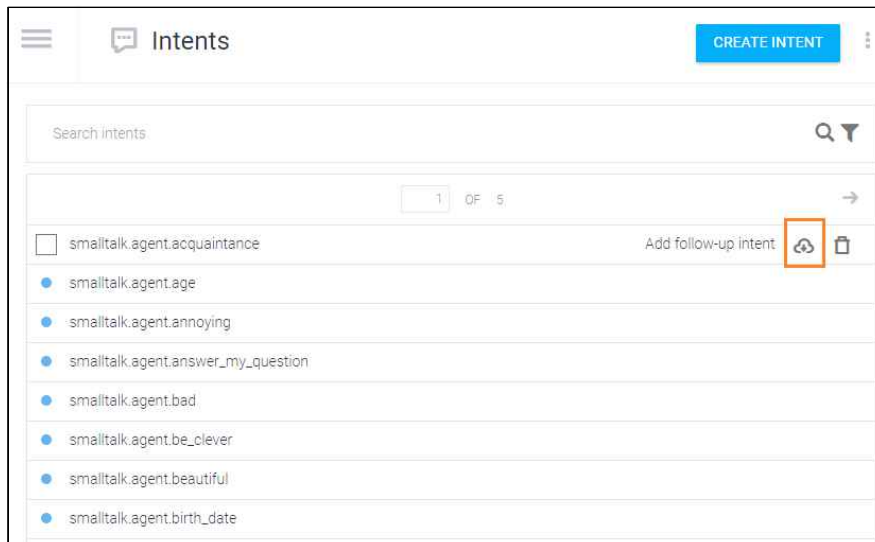 Intents
CREATE INTENT
Search intents
1 OF 5
smalltalk.agent.acquaintance Add follow-up intent
smalltalk.agent.age
smalltalk.agent.annoying
smalltalk.agent.answer_my_question
smalltalk.agent.bad
smalltalk.agent.be_clever
smalltalk.agent.beautiful
smalltalk.agent.birth_date